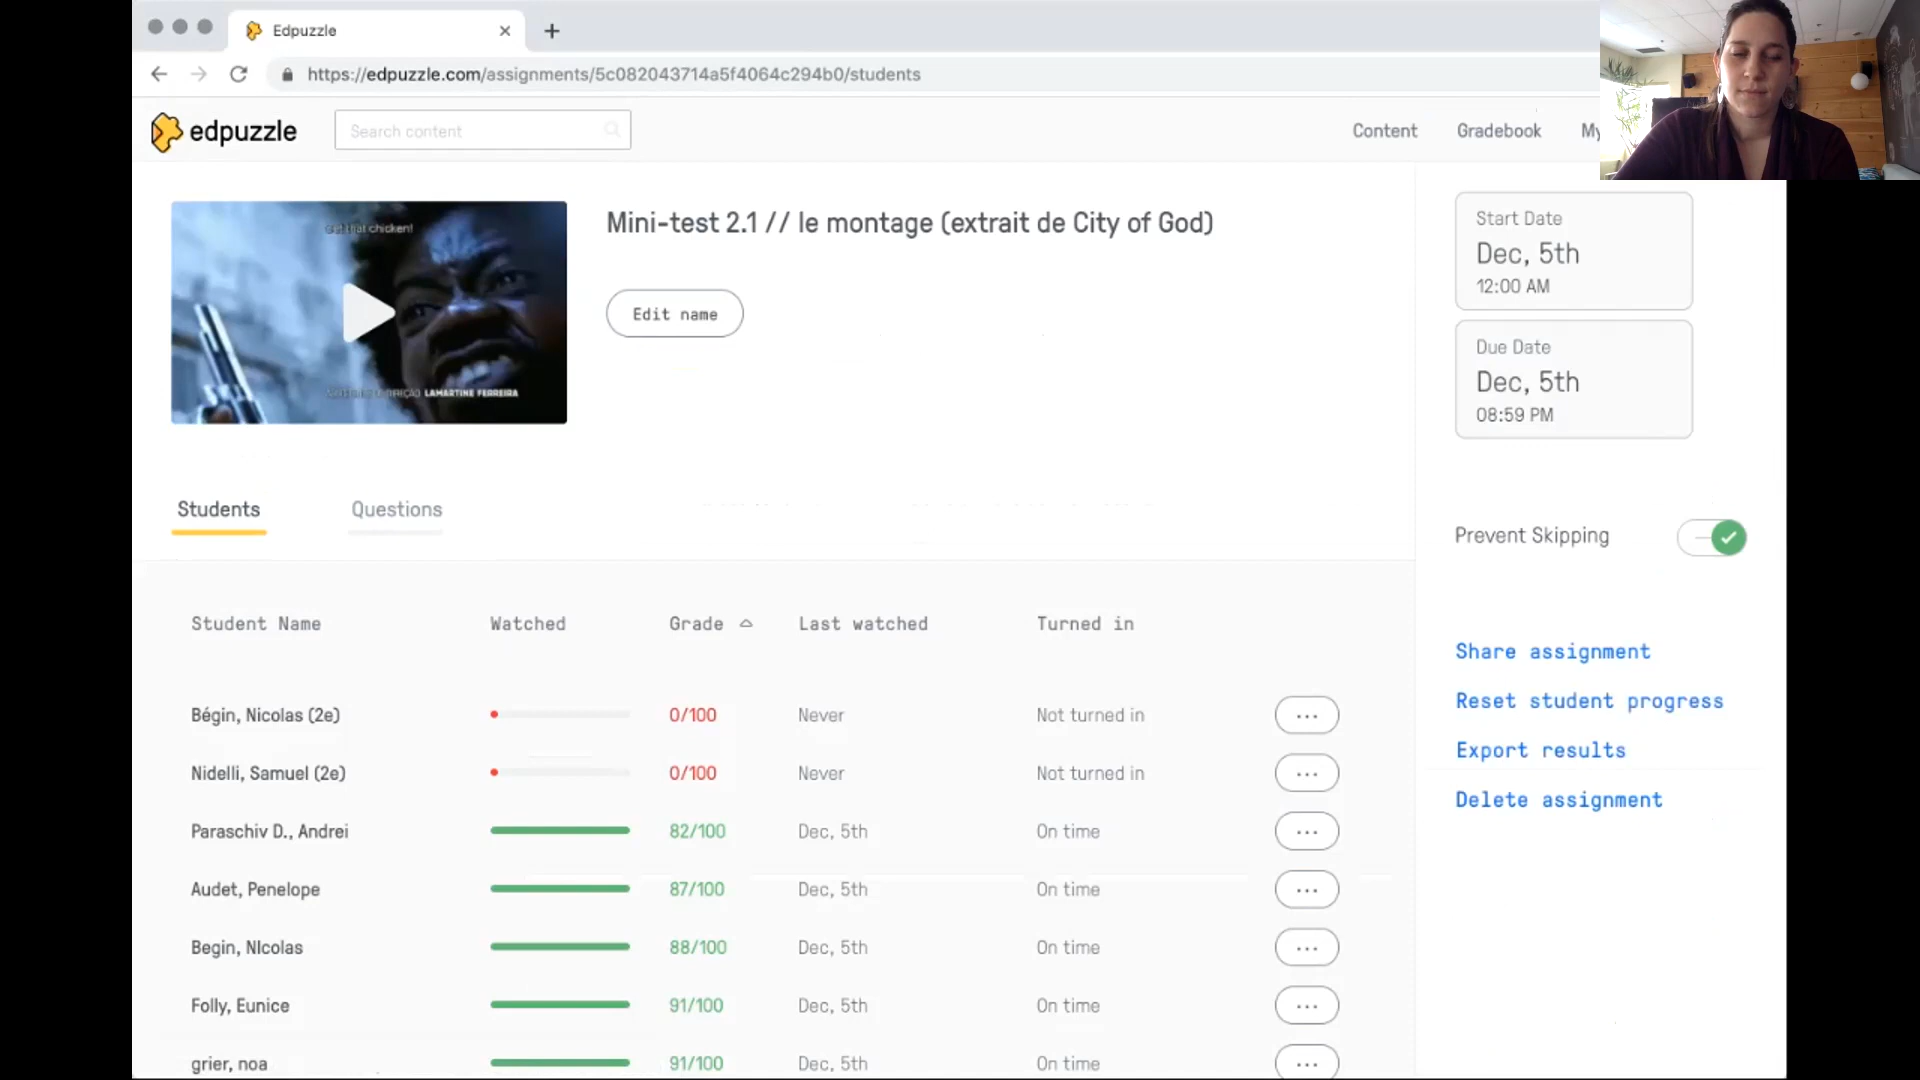 Edpuzzle
https://edpuzzle.com/assignments/5c082043714a5f4064c294b0/students
edpuzzle
Search content
Content
Gradebook
My
Get that chicken!
LAMARTINE FERREIRA
Mini-test 2.1 // le montage (extrait de City of God)
Edit name
Start Date
Dec, 5th
12:00 AM
Due Date
Dec, 5th
08:59 PM
Students
Questions
Prevent Skipping
Share assignment
Reset student progress
Export results
Delete assignment
Student Name Watched Grade Last watched Turned in
Bégin, Nicolas (2e) 0/100 Never Not turned in ...
Nidelli, Samuel (2e) 0/100 Never Not turned in ...
Paraschiv D., Andrei 82/100 Dec, 5th On time ...
Audet, Penelope 87/100 Dec, 5th On time ...
Begin, NIcolas 88/100 Dec, 5th On time ...
Folly, Eunice 91/100 Dec, 5th On time ...
grier, noa 91/100 Dec, 5th On time ...